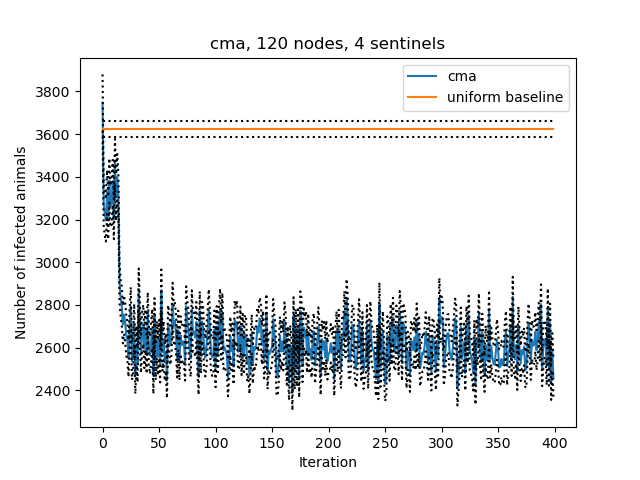 cma, 120 nodes, 4 sentinels
cma
uniform baseline
3800
3600
3400
3200
3000
2800
2600
2400
Number of infected animals
0 50 100 150 200 250 300 350 400
Iteration